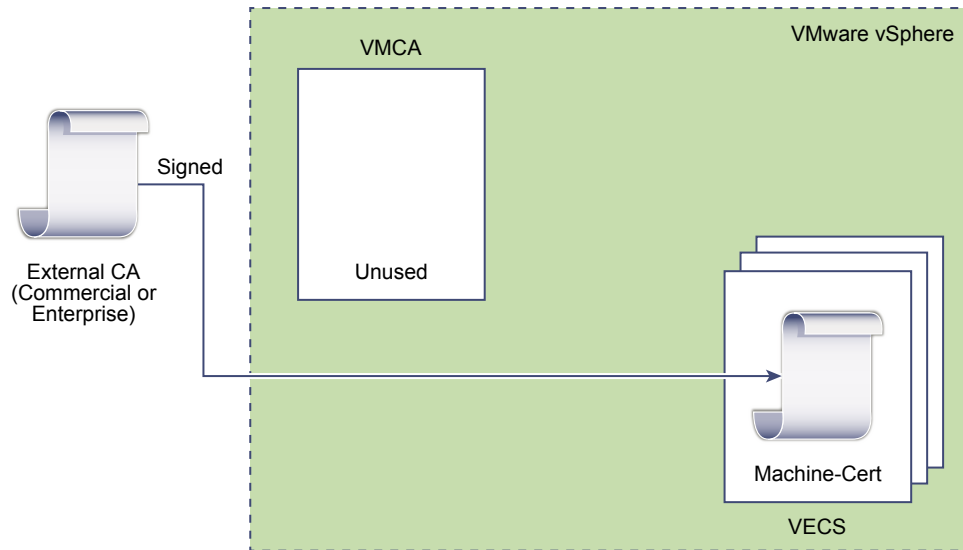 VMware vSphere
VMCA
Signed
Unused
External CA
(Commercial or
Enterprise)
Machine-Cert
VECS